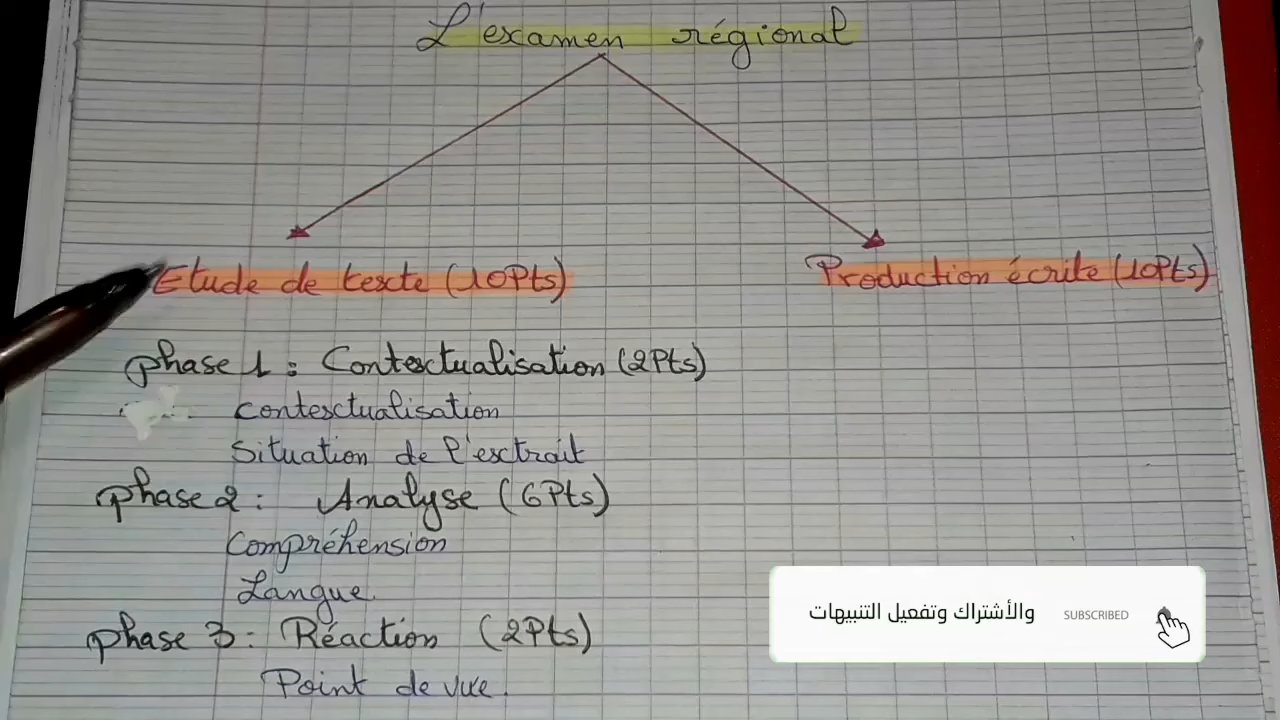 L'examen régional
Etude de texte (10Pts)
Production écrite (10Pts)
phase 1 : Contextualisation (2Pts)
contextualisation
Situation de l'extrait
phase 2 : Analyse (6Pts)
Compréhension
Langue
phase 3 : Réaction (2Pts)
Point de vue.
والأشتراك وتفعيل التنبيهات
SUBSCRIBED